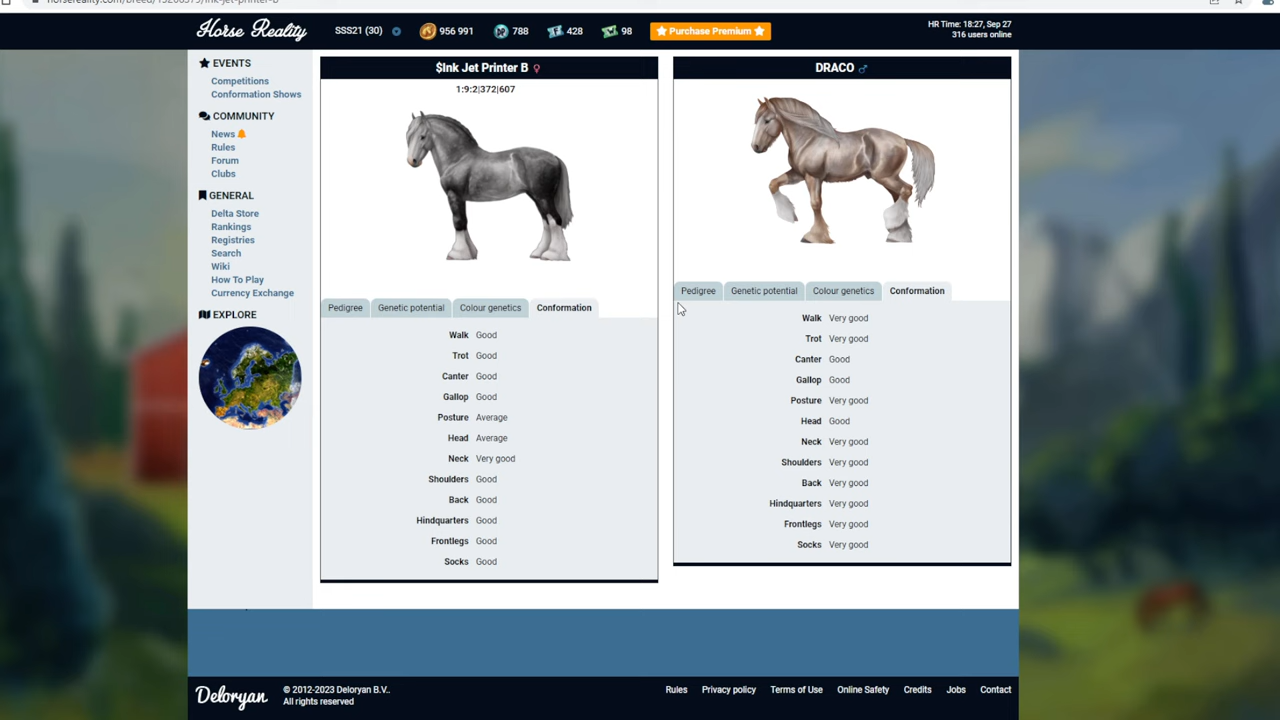 horsereality.com/breed/13206579/ink-jet-printer-b
Horse Reality
SSS21 (30)
956 991
788
428
98
Purchase Premium
HR Time: 18:27, Sep 27
316 users online
EVENTS
Competitions
Conformation Shows
COMMUNITY
News
Rules
Forum
Clubs
GENERAL
Delta Store
Rankings
Registries
Search
Wiki
How To Play
Currency Exchange
EXPLORE
$Ink Jet Printer B ♀
1:9:2|372|607
Pedigree Genetic potential Colour genetics Conformation
Walk Good
Trot Good
Canter Good
Gallop Good
Posture Average
Head Average
Neck Very good
Shoulders Good
Back Good
Hindquarters Good
Frontlegs Good
Socks Good
DRACO ♂
Pedigree Genetic potential Colour genetics Conformation
Walk Very good
Trot Very good
Canter Good
Gallop Good
Posture Very good
Head Good
Neck Very good
Shoulders Very good
Back Very good
Hindquarters Very good
Frontlegs Very good
Socks Very good
Deloryan
© 2012-2023 Deloryan B.V..
All rights reserved
Rules Privacy policy Terms of Use Online Safety Credits Jobs Contact